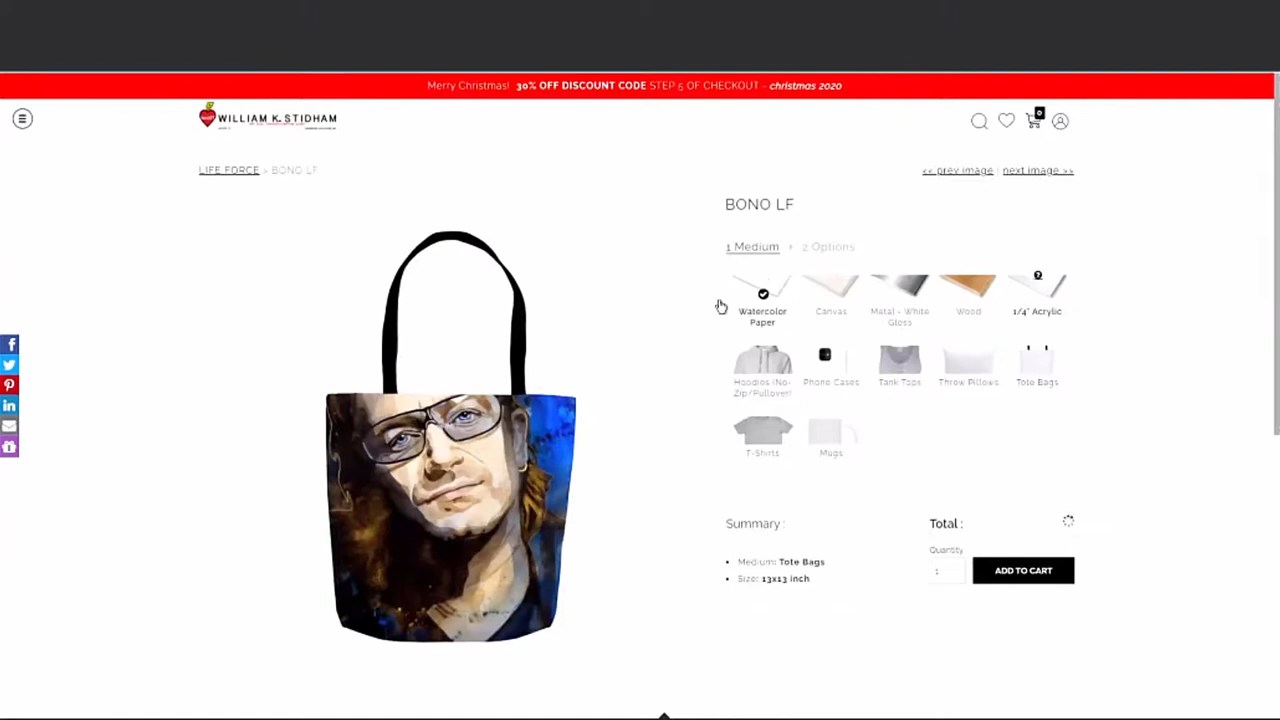 Merry Christmas! 30% OFF DISCOUNT CODE STEP 5 OF CHECKOUT - christmas 2020
WILLIAM K. STIDHAM
0
LIFE FORCE > BONO LF
<< prev image | next image >>
BONO LF
1 Medium
2 Options
Watercolor Paper
Canvas
Metal - White Gloss
Wood
1/4" Acrylic
Hoodies (No-Zip/Pullover)
Phone Cases
Tank Tops
Throw Pillows
Tote Bags
T-Shirts
Mugs
Summary :
Total :
Quantity
1
ADD TO CART
• Medium: Tote Bags
• Size: 13x13 inch